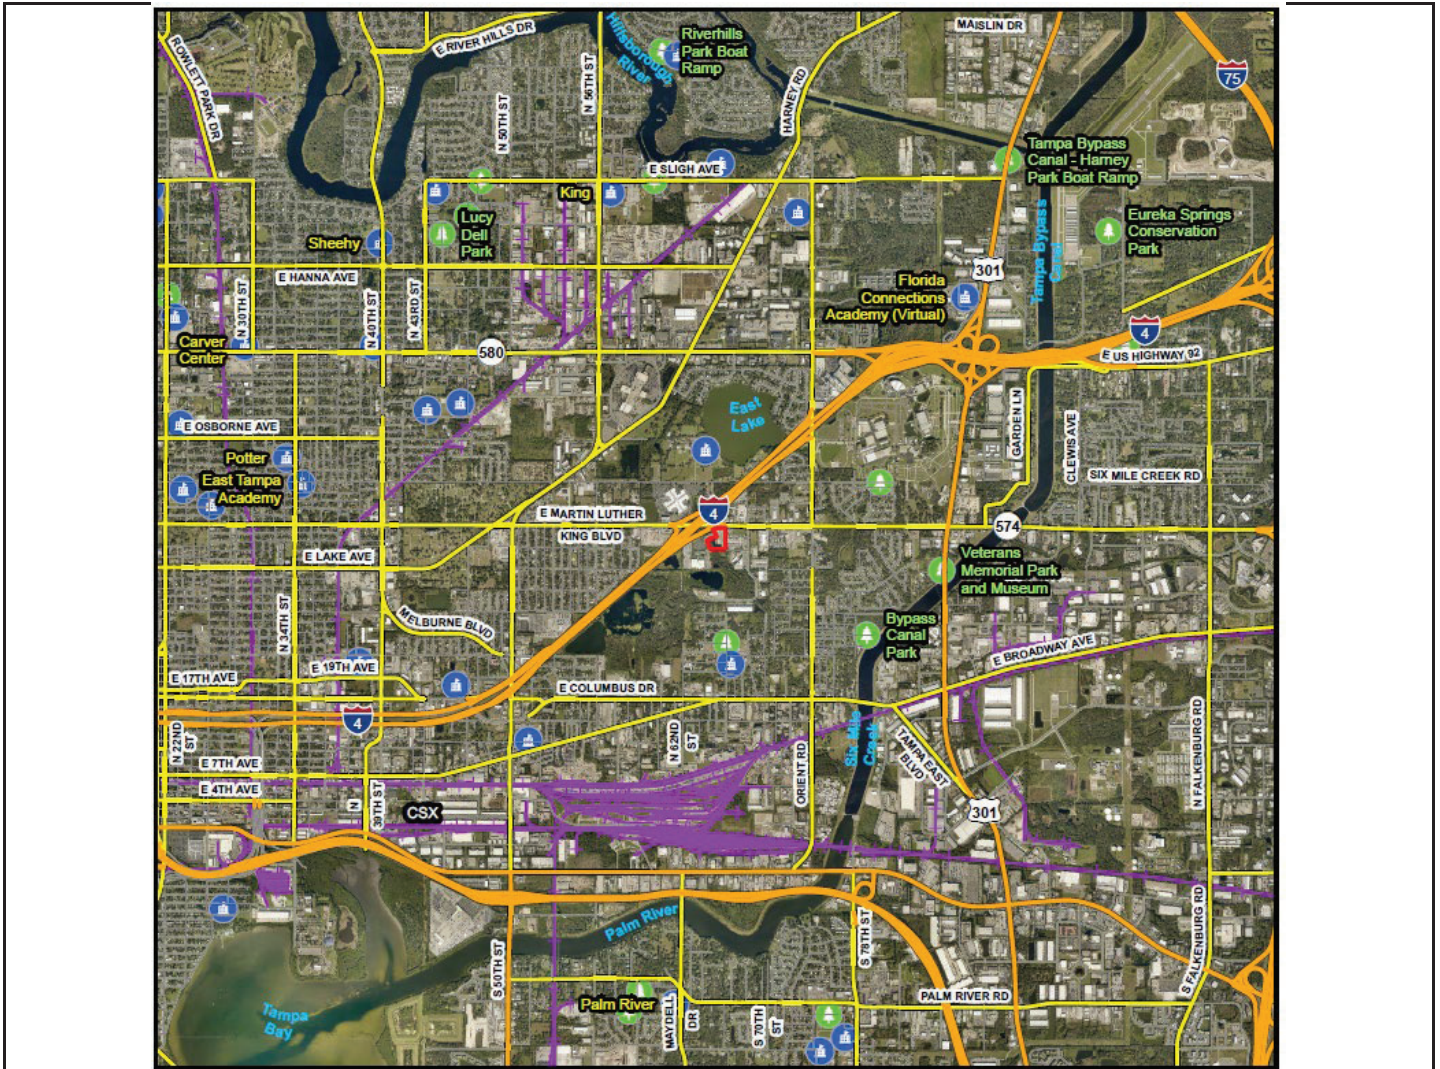 MAISLIN DR
E RIVER HILLS DR
Hillsborough
River
Riverhills
Park Boat
Ramp
ROWLETT PARK DR
N 56TH ST
N 50TH ST
HARNEY RD
75
E SLIGH AVE
Tampa Bypass
Canal - Harney
Park Boat Ramp
King
Lucy
Dell
Park
Sheehy
Eureka Springs
Conservation
Park
Tampa Bypass
Canal
E HANNA AVE
301
Florida
Connections
Academy (Virtual)
N 30TH ST
N 40TH ST
N 43RD ST
Carver
Center
580
4
E US HIGHWAY 92
East
Lake
GARDEN LN
CLEWIS AVE
E OSBORNE AVE
Potter
East Tampa
Academy
SIX MILE CREEK RD
E MARTIN LUTHER
KING BLVD
4
574
E LAKE AVE
Veterans
Memorial Park
and Museum
N 34TH ST
MELBURNE BLVD
Bypass
Canal
Park
E BROADWAY AVE
E 19TH AVE
E 17TH AVE
E COLUMBUS DR
4
N 22ND
ST
N 62ND
ST
ORIENT RD
Six Mile
Creek
TAMPA EAST
BLVD
N FALKENBURG RD
E 7TH AVE
E 4TH AVE
N
39TH ST
CSX
301
Palm River
S 50TH ST
S 78TH ST
S FALKENBURG RD
Tampa
Bay
Palm River
MAYDELL
DR
S 70TH
ST
PALM RIVER RD